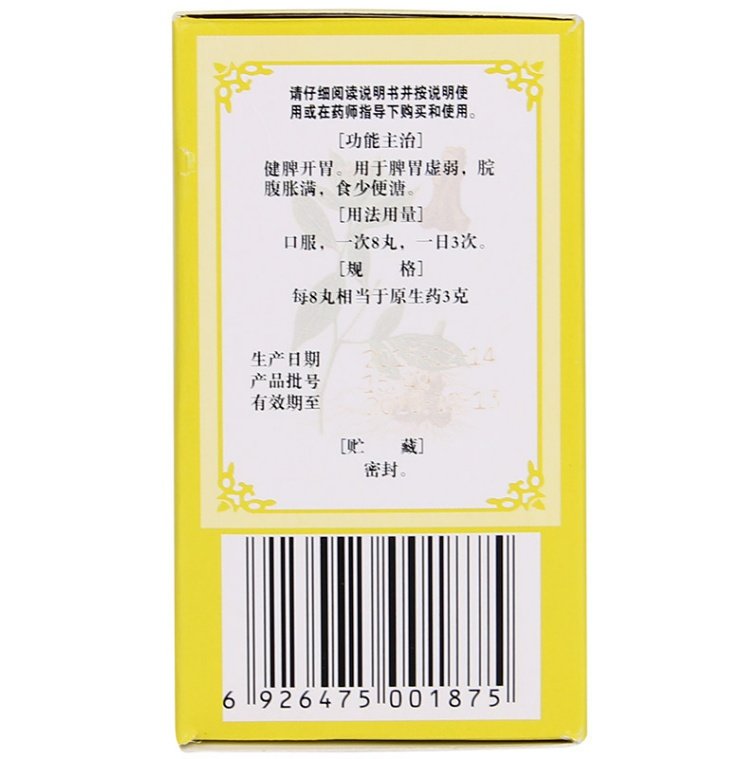 请仔细阅读说明书并按说明使
用或在药师指导下购买和使用。
[功能主治]
健脾开胃。用于脾胃虚弱，脘
腹胀满，食少便溏。
[用法用量]
口服，一次8丸，一日3次。
[规　格]
每8丸相当于原生药3克
生产日期
产品批号
有效期至
[贮　藏]
密封。
6 926475 001875